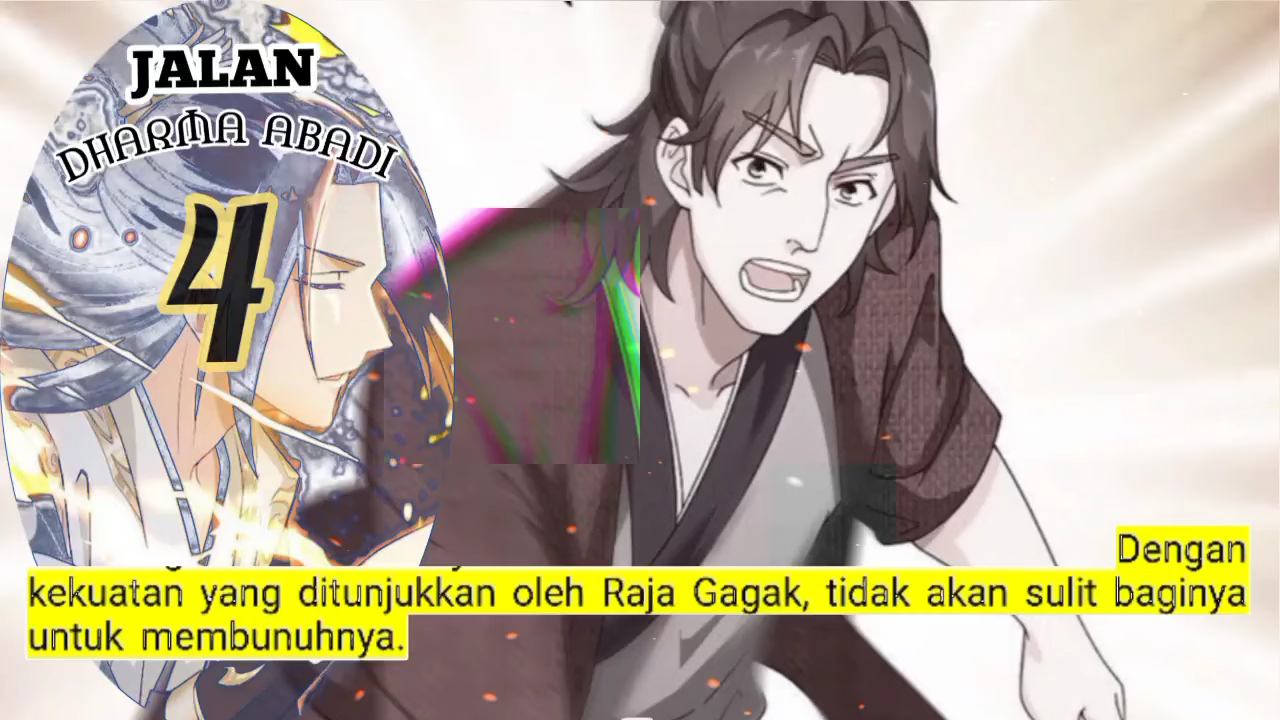 JALAN
DHARMA ABADI
4
Dengan
kekuatan yang ditunjukkan oleh Raja Gagak, tidak akan sulit baginya
untuk membunuhnya.